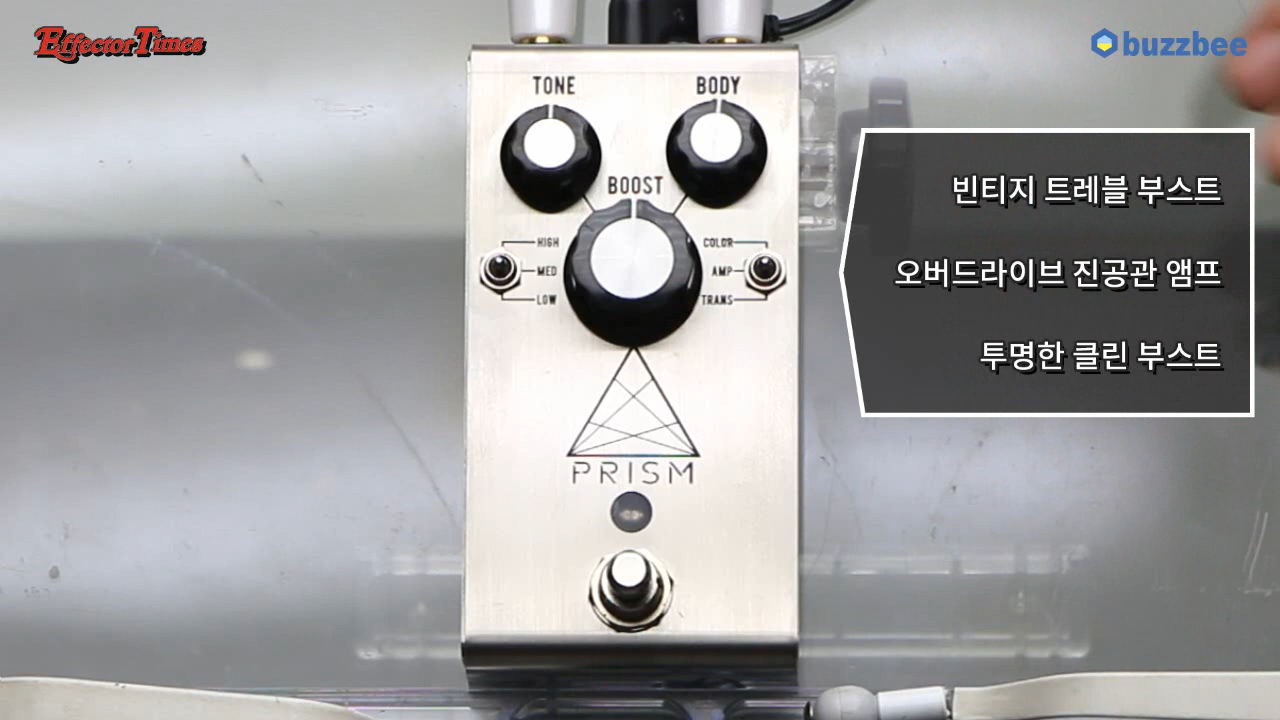 Effector Times
buzzbee
TONE
BODY
BOOST
HIGH
MED
LOW
COLOR
AMP
TRANS
PRISM
빈티지 트레블 부스트
오버드라이브 진공관 앰프
투명한 클린 부스트